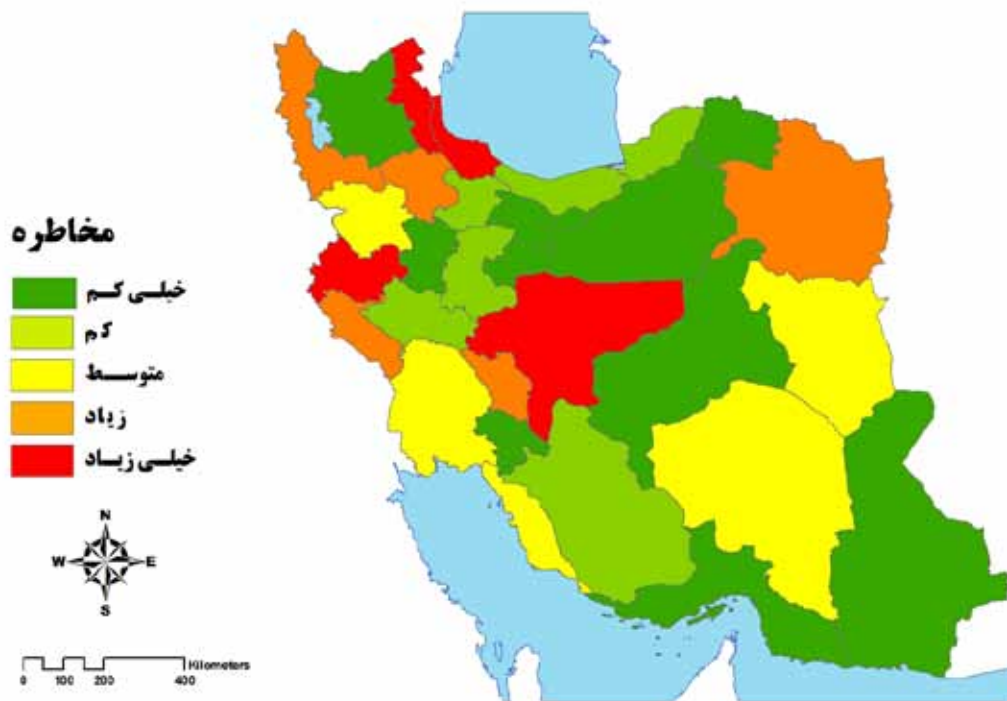 مخاطره
خیلی کم
کم
متوسط
زیاد
خیلی زیاد
N
W E
S
Kilometers
0 100 200 400